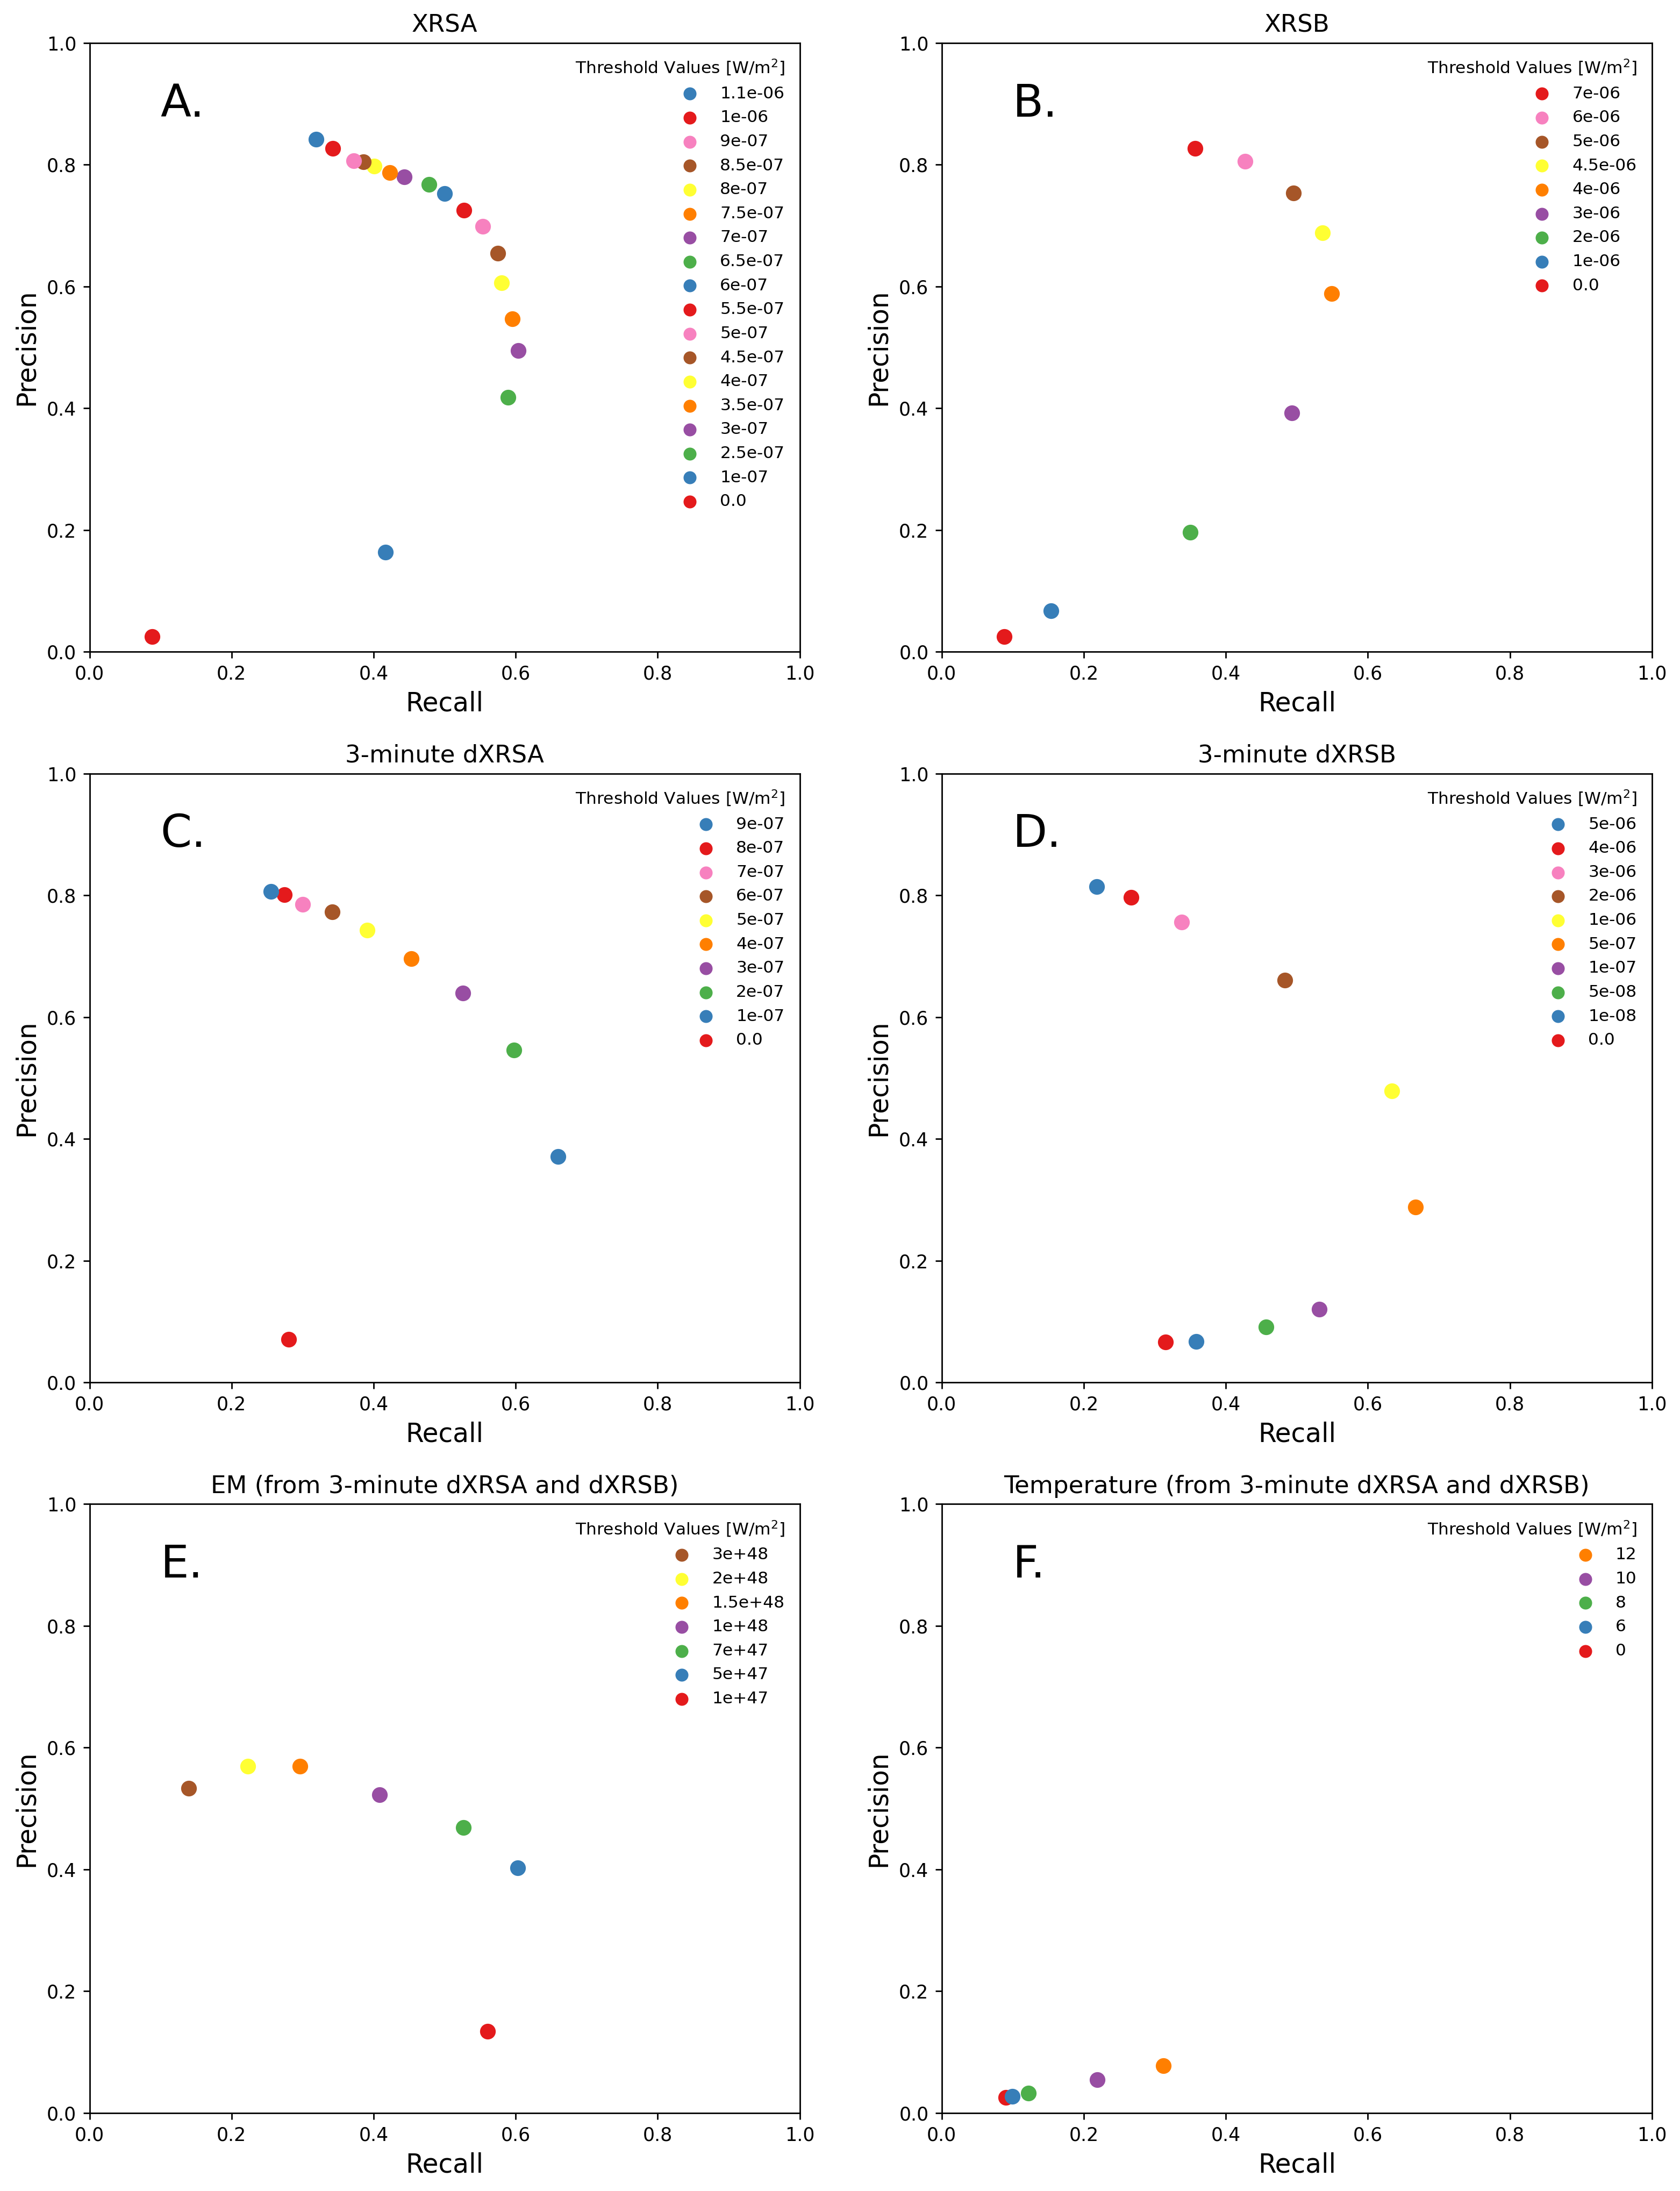 XRSA
A.
Threshold Values [W/m²]
1.1e-06
1e-06
9e-07
8.5e-07
8e-07
7.5e-07
7e-07
6.5e-07
6e-07
5.5e-07
5e-07
4.5e-07
4e-07
3.5e-07
3e-07
2.5e-07
1e-07
0.0
1.0
0.8
0.6
0.4
0.2
0.0
Precision
0.0 0.2 0.4 0.6 0.8 1.0
Recall
XRSB
B.
Threshold Values [W/m²]
7e-06
6e-06
5e-06
4.5e-06
4e-06
3e-06
2e-06
1e-06
0.0
1.0
0.8
0.6
0.4
0.2
0.0
Precision
0.0 0.2 0.4 0.6 0.8 1.0
Recall
3-minute dXRSA
C.
Threshold Values [W/m²]
9e-07
8e-07
7e-07
6e-07
5e-07
4e-07
3e-07
2e-07
1e-07
0.0
1.0
0.8
0.6
0.4
0.2
0.0
Precision
0.0 0.2 0.4 0.6 0.8 1.0
Recall
3-minute dXRSB
D.
Threshold Values [W/m²]
5e-06
4e-06
3e-06
2e-06
1e-06
5e-07
1e-07
5e-08
1e-08
0.0
1.0
0.8
0.6
0.4
0.2
0.0
Precision
0.0 0.2 0.4 0.6 0.8 1.0
Recall
EM (from 3-minute dXRSA and dXRSB)
E.
Threshold Values [W/m²]
3e+48
2e+48
1.5e+48
1e+48
7e+47
5e+47
1e+47
1.0
0.8
0.6
0.4
0.2
0.0
Precision
0.0 0.2 0.4 0.6 0.8 1.0
Recall
Temperature (from 3-minute dXRSA and dXRSB)
F.
Threshold Values [W/m²]
12
10
8
6
0
1.0
0.8
0.6
0.4
0.2
0.0
Precision
0.0 0.2 0.4 0.6 0.8 1.0
Recall